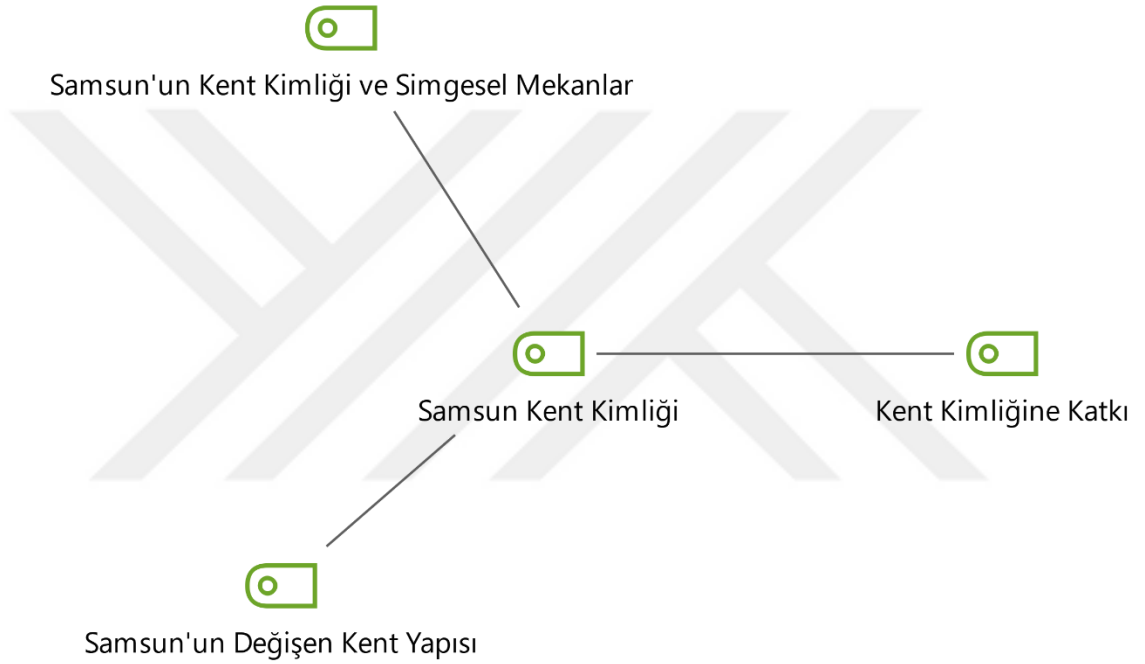 Samsun'un Kent Kimliği ve Simgesel Mekanlar
Samsun Kent Kimliği
Kent Kimliğine Katkı
Samsun'un Değişen Kent Yapısı